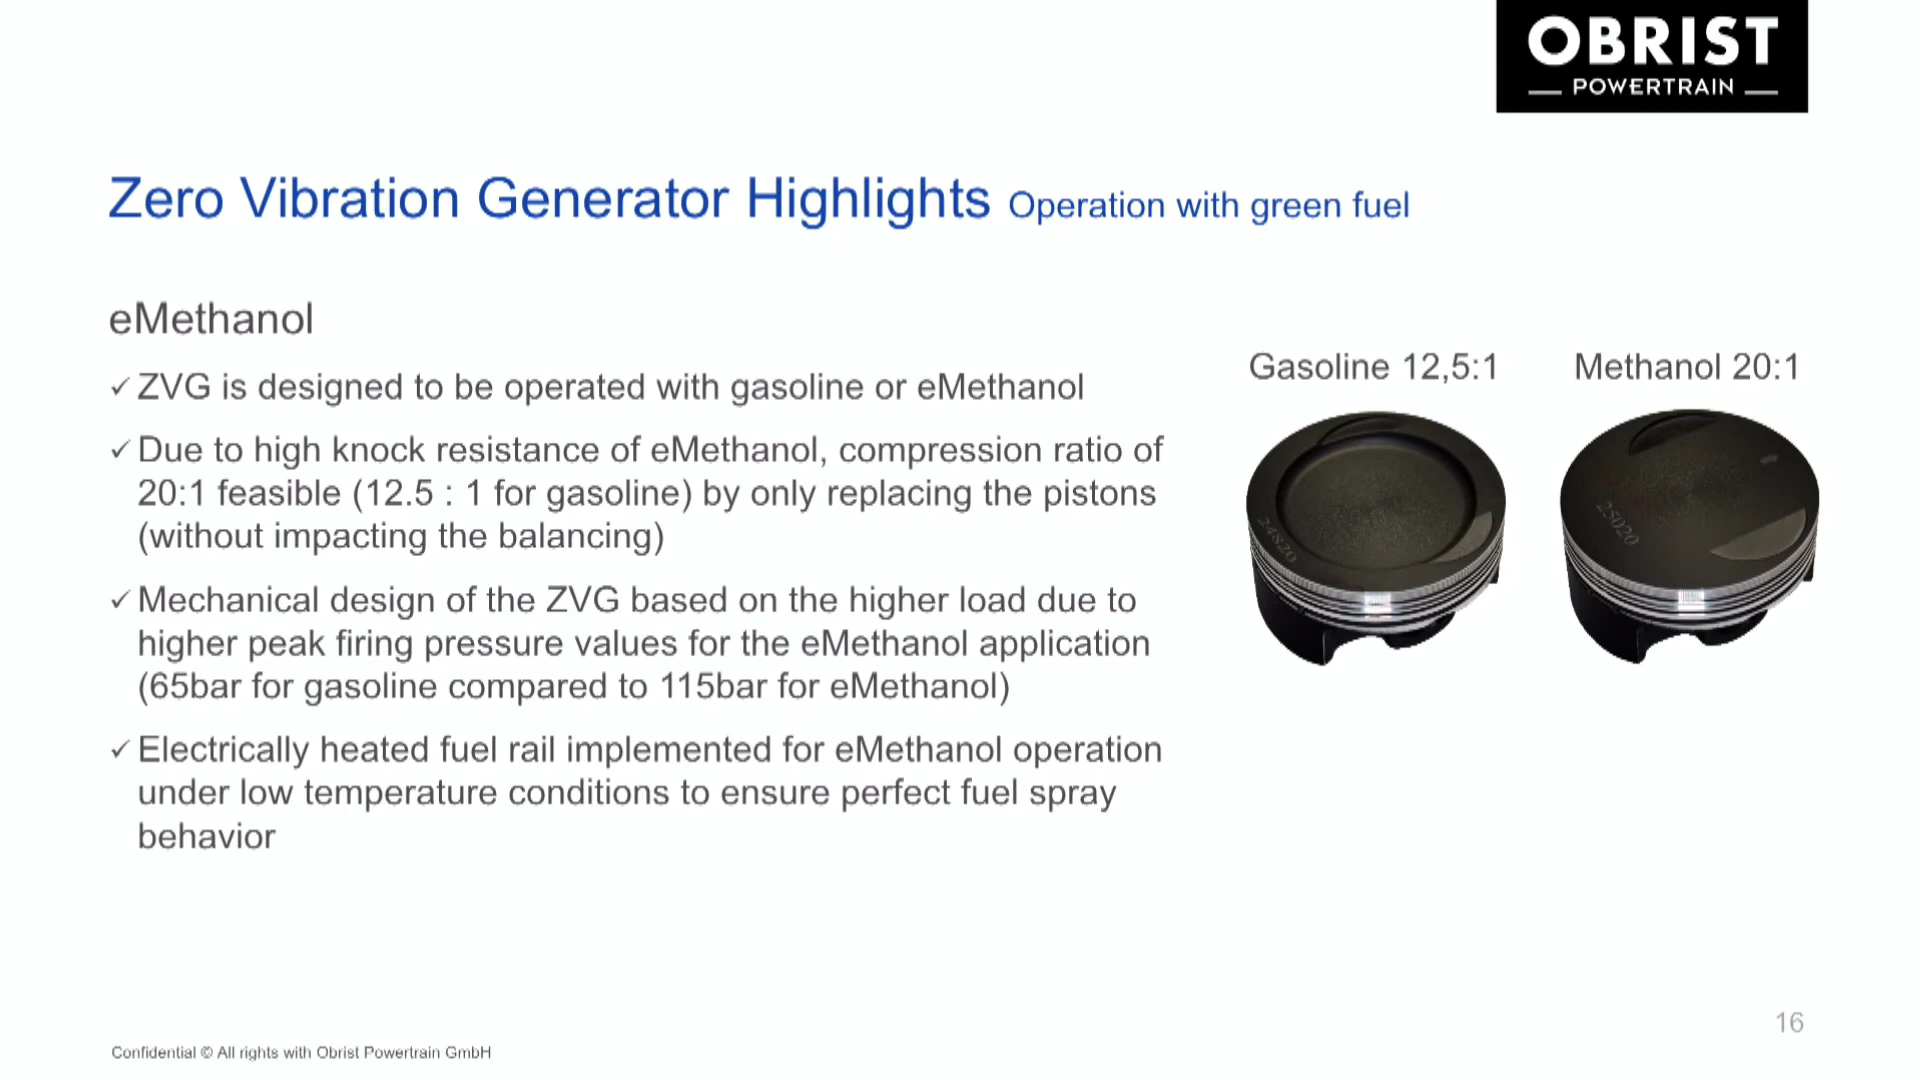 OBRIST
POWERTRAIN
Zero Vibration Generator Highlights Operation with green fuel
eMethanol
✓ ZVG is designed to be operated with gasoline or eMethanol
✓ Due to high knock resistance of eMethanol, compression ratio of
20:1 feasible (12.5 : 1 for gasoline) by only replacing the pistons
(without impacting the balancing)
✓ Mechanical design of the ZVG based on the higher load due to
higher peak firing pressure values for the eMethanol application
(65bar for gasoline compared to 115bar for eMethanol)
✓ Electrically heated fuel rail implemented for eMethanol operation
under low temperature conditions to ensure perfect fuel spray
behavior
Gasoline 12,5:1
Methanol 20:1
24820
25020
16
Confidential © All rights with Obrist Powertrain GmbH